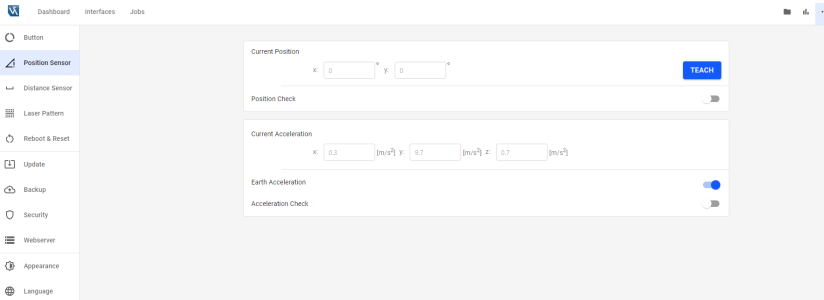 Dashboard Interfaces Jobs
Button
Position Sensor
Distance Sensor
Laser Pattern
Reboot & Reset
Update
Backup
Security
Webserver
Appearance
Language
Current Position
x: 0 ° y: 0 °
TEACH
Position Check
Current Acceleration
x: 0.3 [m/s²] y: 9.7 [m/s²] z: 0.7 [m/s²]
Earth Acceleration
Acceleration Check